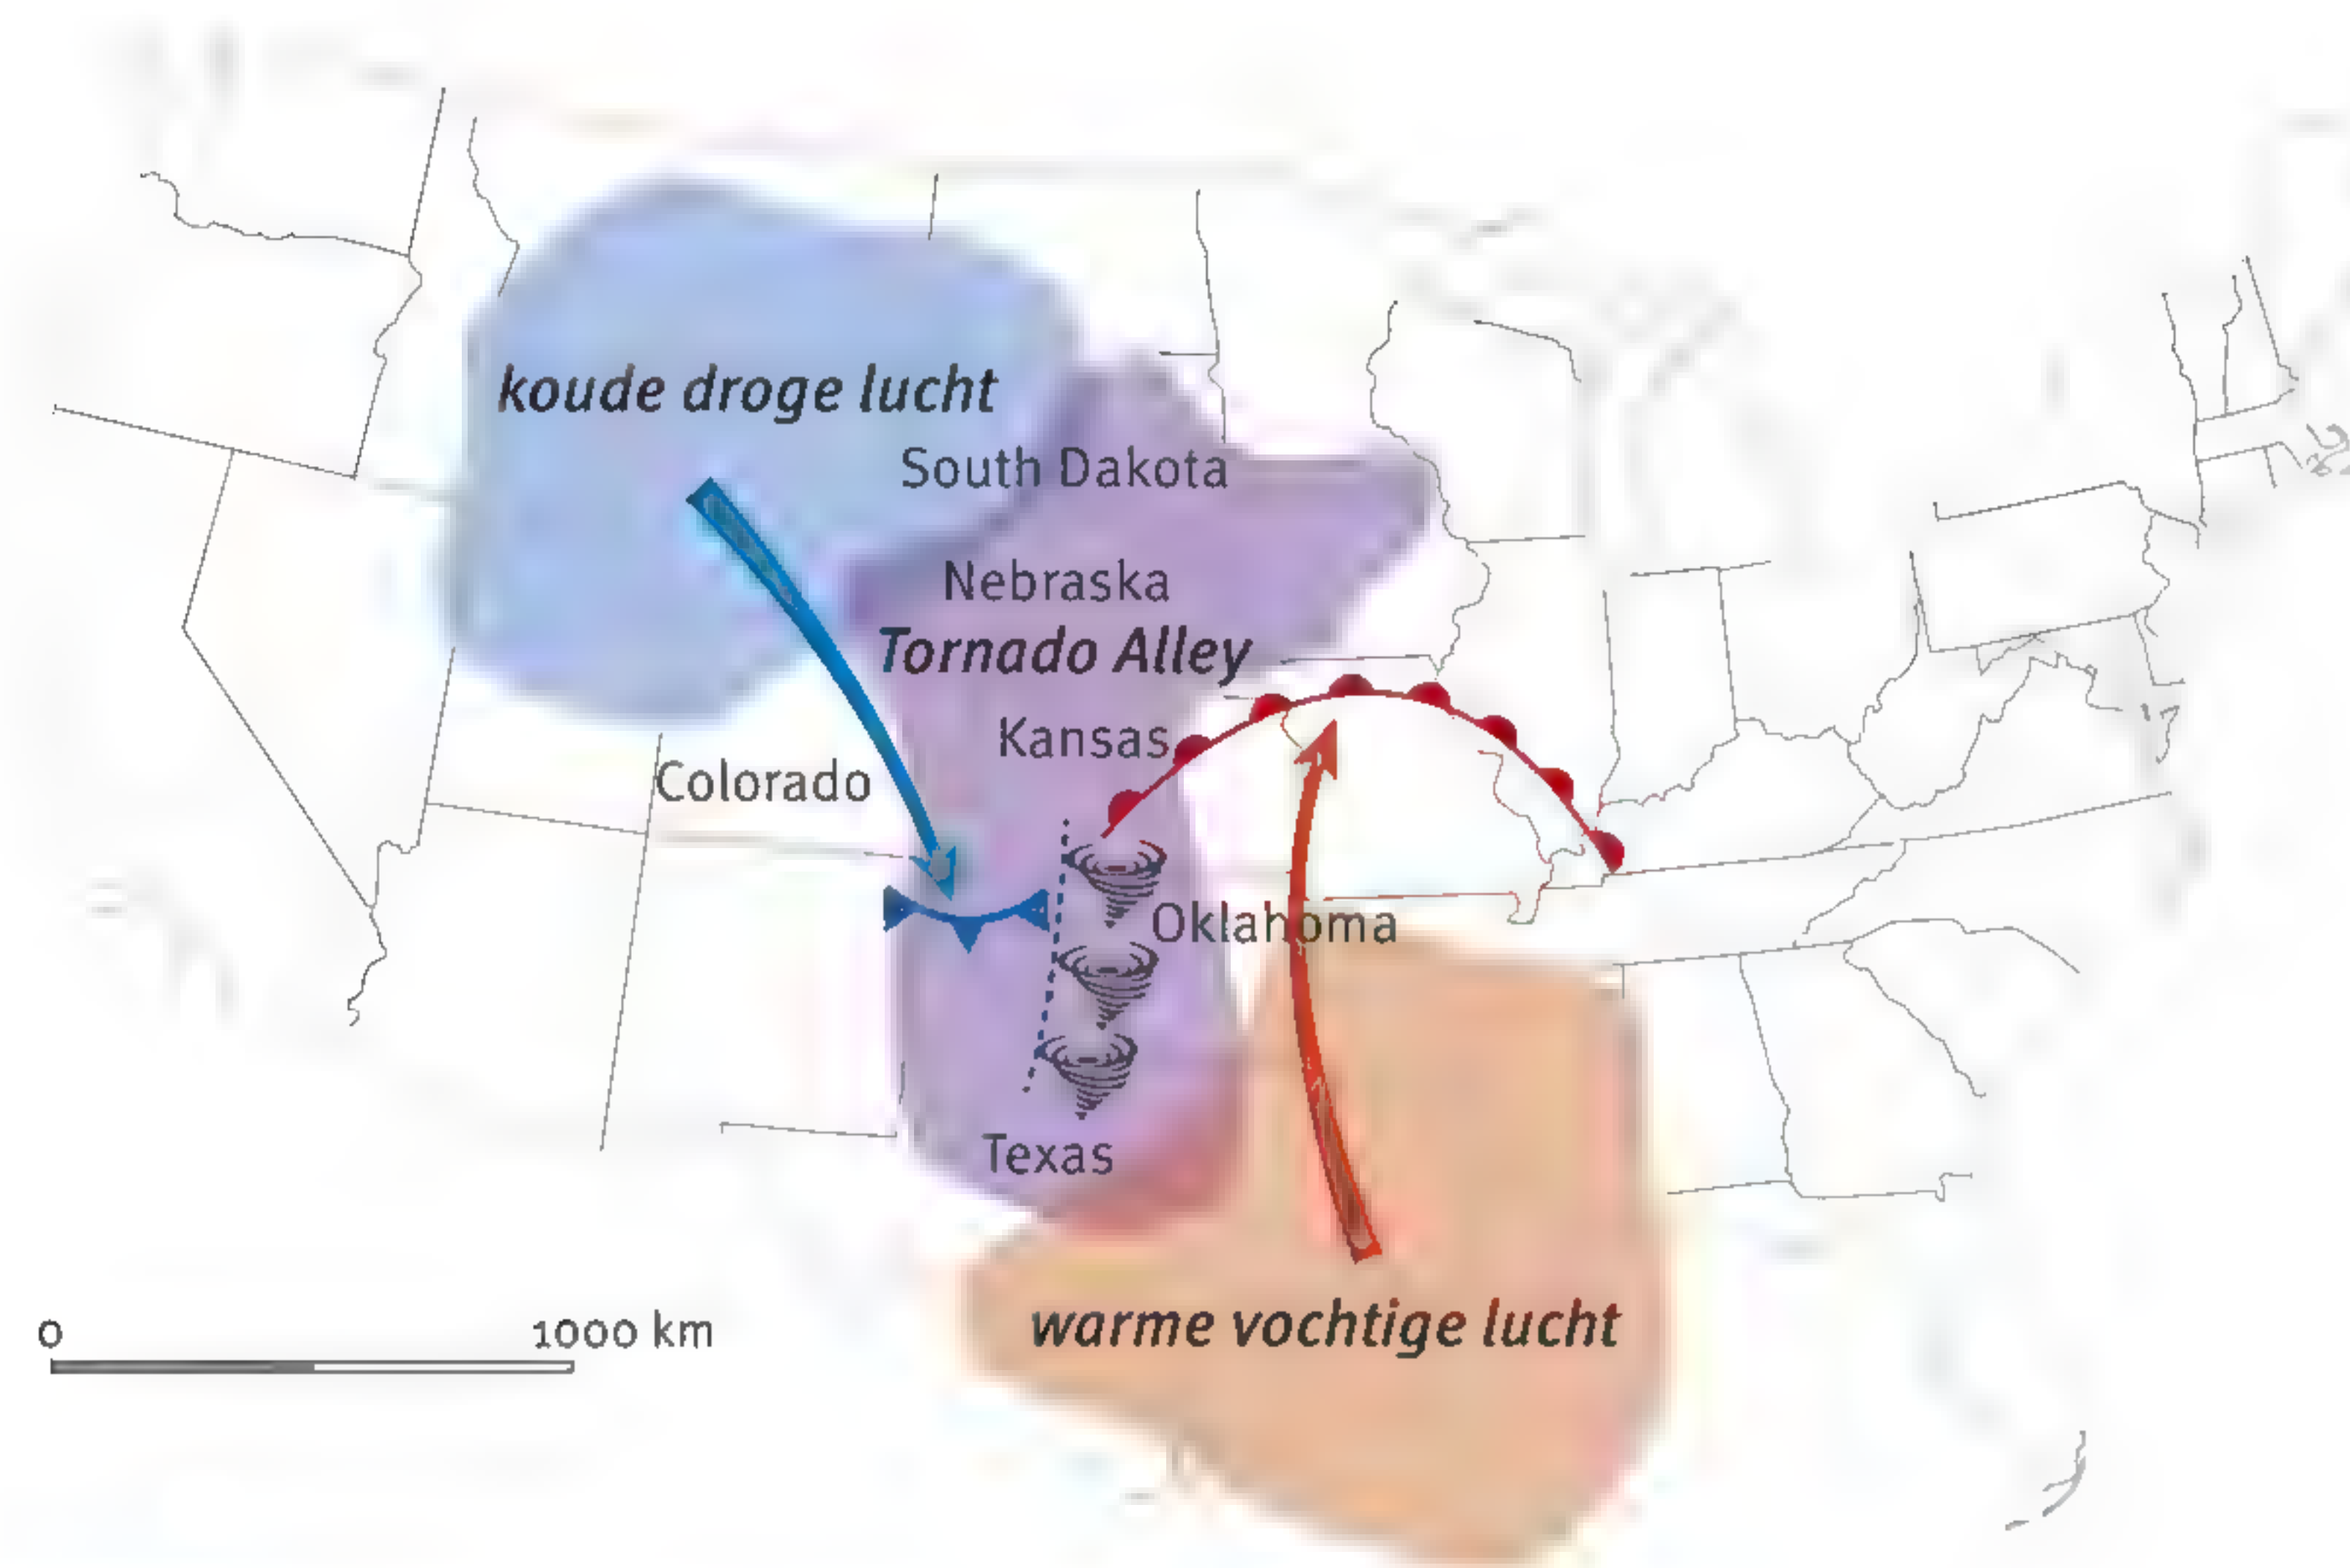 koude droge lucht
South Dakota
Nebraska
Tornado Alley
Kansas
Colorado
Oklahoma
Texas
warme vochtige lucht
0 1000 km